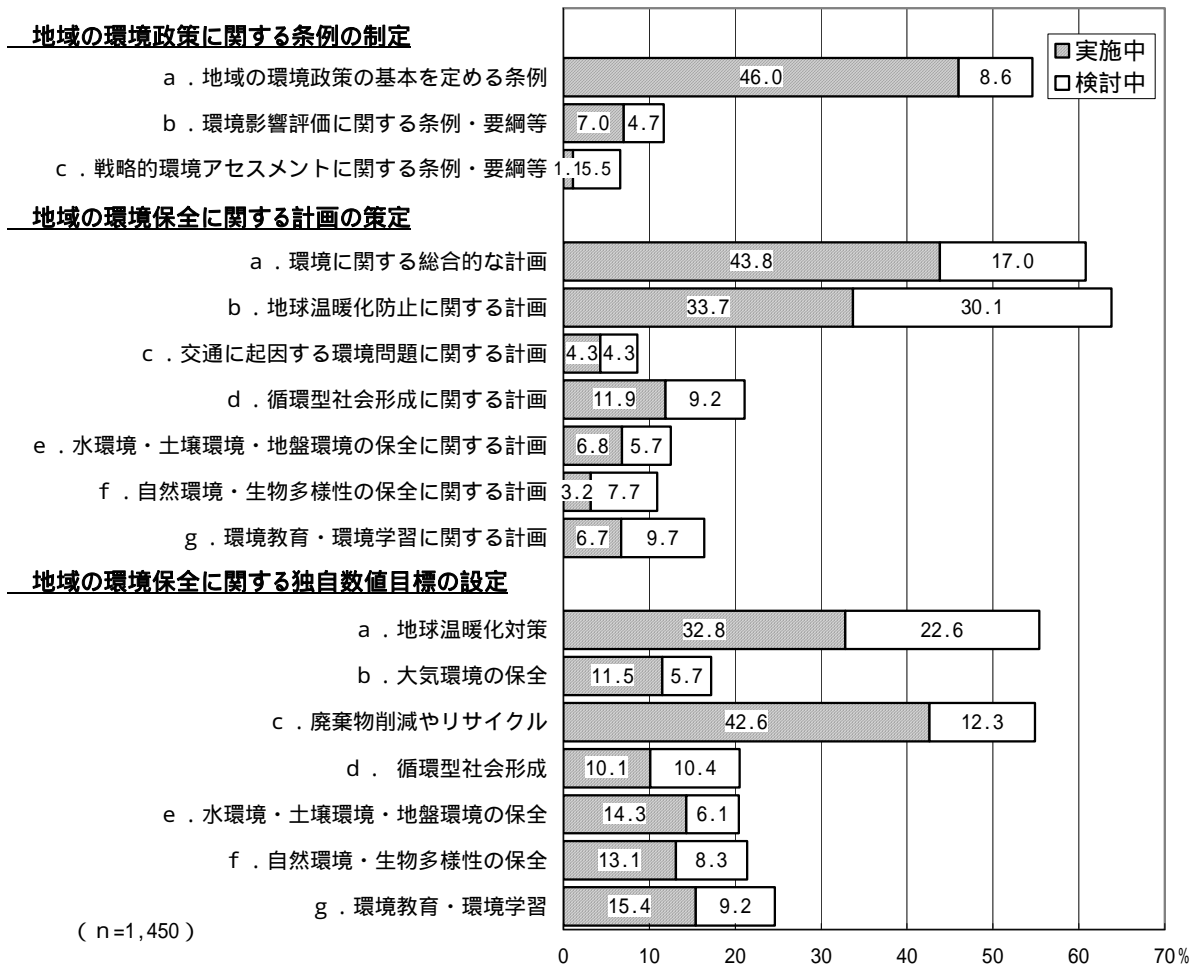 地域の環境政策に関する条例の制定
実施中
検討中
a．地域の環境政策の基本を定める条例 46.0 8.6
b．環境影響評価に関する条例・要綱等 7.0 4.7
c．戦略的環境アセスメントに関する条例・要綱等 1.1 5.5
地域の環境保全に関する計画の策定
a．環境に関する総合的な計画 43.8 17.0
b．地球温暖化防止に関する計画 33.7 30.1
c．交通に起因する環境問題に関する計画 4.3 4.3
d．循環型社会形成に関する計画 11.9 9.2
e．水環境・土壌環境・地盤環境の保全に関する計画 6.8 5.7
f．自然環境・生物多様性の保全に関する計画 3.2 7.7
g．環境教育・環境学習に関する計画 6.7 9.7
地域の環境保全に関する独自数値目標の設定
a．地球温暖化対策 32.8 22.6
b．大気環境の保全 11.5 5.7
c．廃棄物削減やリサイクル 42.6 12.3
d． 循環型社会形成 10.1 10.4
e．水環境・土壌環境・地盤環境の保全 14.3 6.1
f．自然環境・生物多様性の保全 13.1 8.3
g．環境教育・環境学習 15.4 9.2
（n=1,450）
0 10 20 30 40 50 60 70%